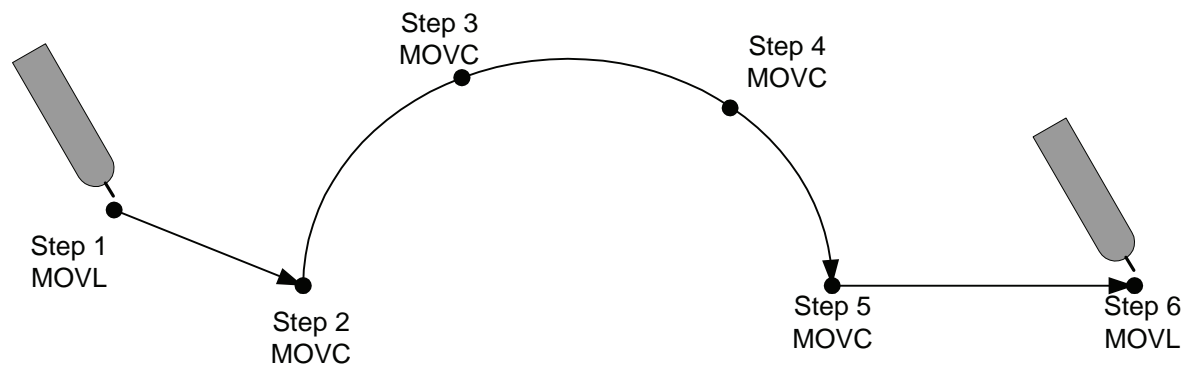 Step 1
MOVL
Step 2
MOVC
Step 3
MOVC
Step 4
MOVC
Step 5
MOVC
Step 6
MOVL